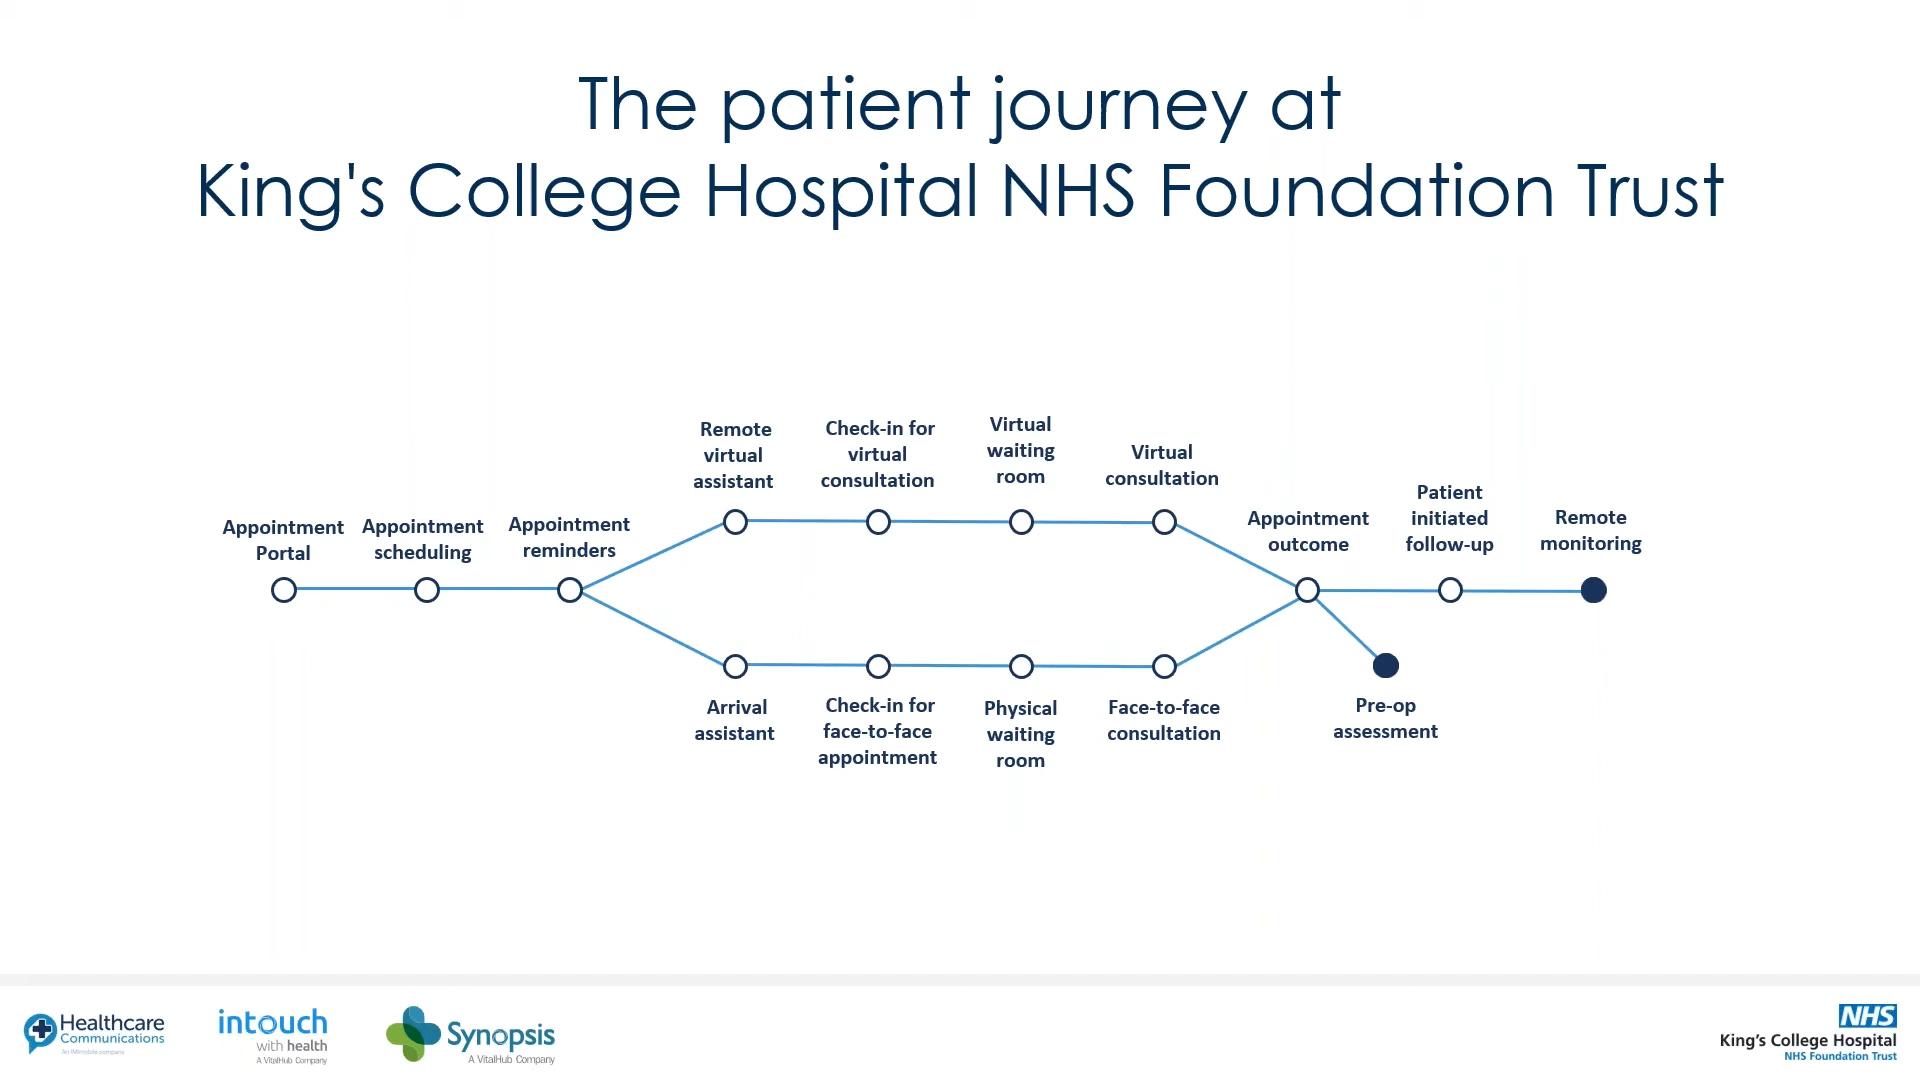 The patient journey at
King's College Hospital NHS Foundation Trust
Appointment
Portal
Appointment
scheduling
Appointment
reminders
Remote
virtual
assistant
Check-in for
virtual
consultation
Virtual
waiting
room
Virtual
consultation
Arrival
assistant
Check-in for
face-to-face
appointment
Physical
waiting
room
Face-to-face
consultation
Appointment
outcome
Patient
initiated
follow-up
Remote
monitoring
Pre-op
assessment
Healthcare
Communications
An IMImobile company
intouch
with health
A VitalHub Company
Synopsis
A VitalHub Company
NHS
King's College Hospital
NHS Foundation Trust